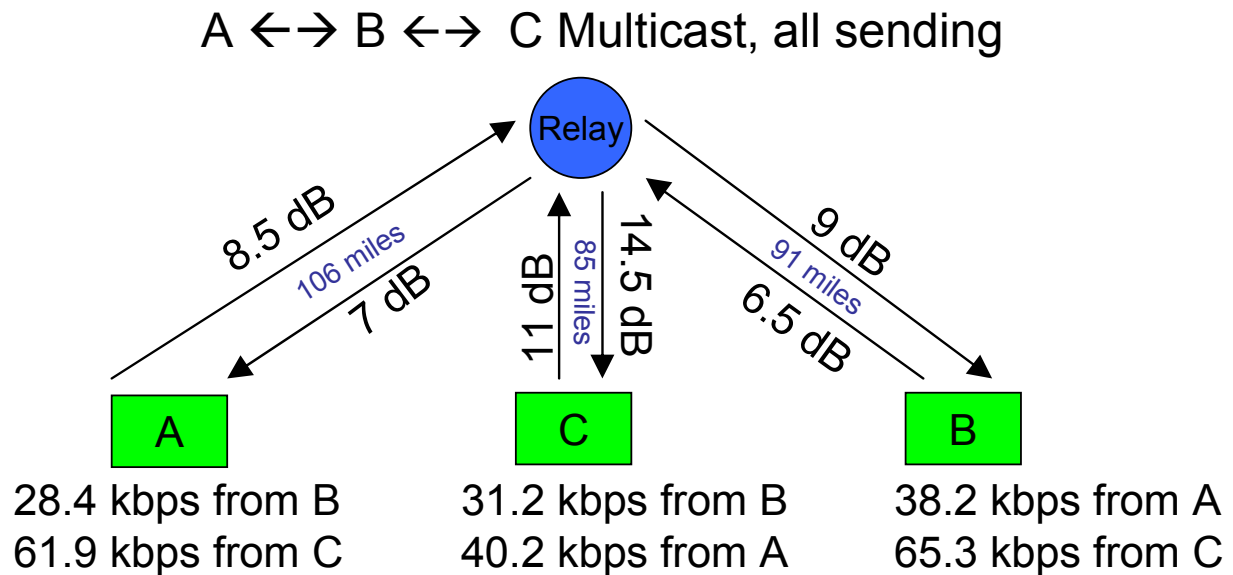 A ←→ B ←→ C Multicast, all sending
Relay
8.5 dB
106 miles
7 dB
11 dB
85 miles
14.5 dB
9 dB
91 miles
6.5 dB
A
C
B
28.4 kbps from B
61.9 kbps from C
31.2 kbps from B
40.2 kbps from A
38.2 kbps from A
65.3 kbps from C